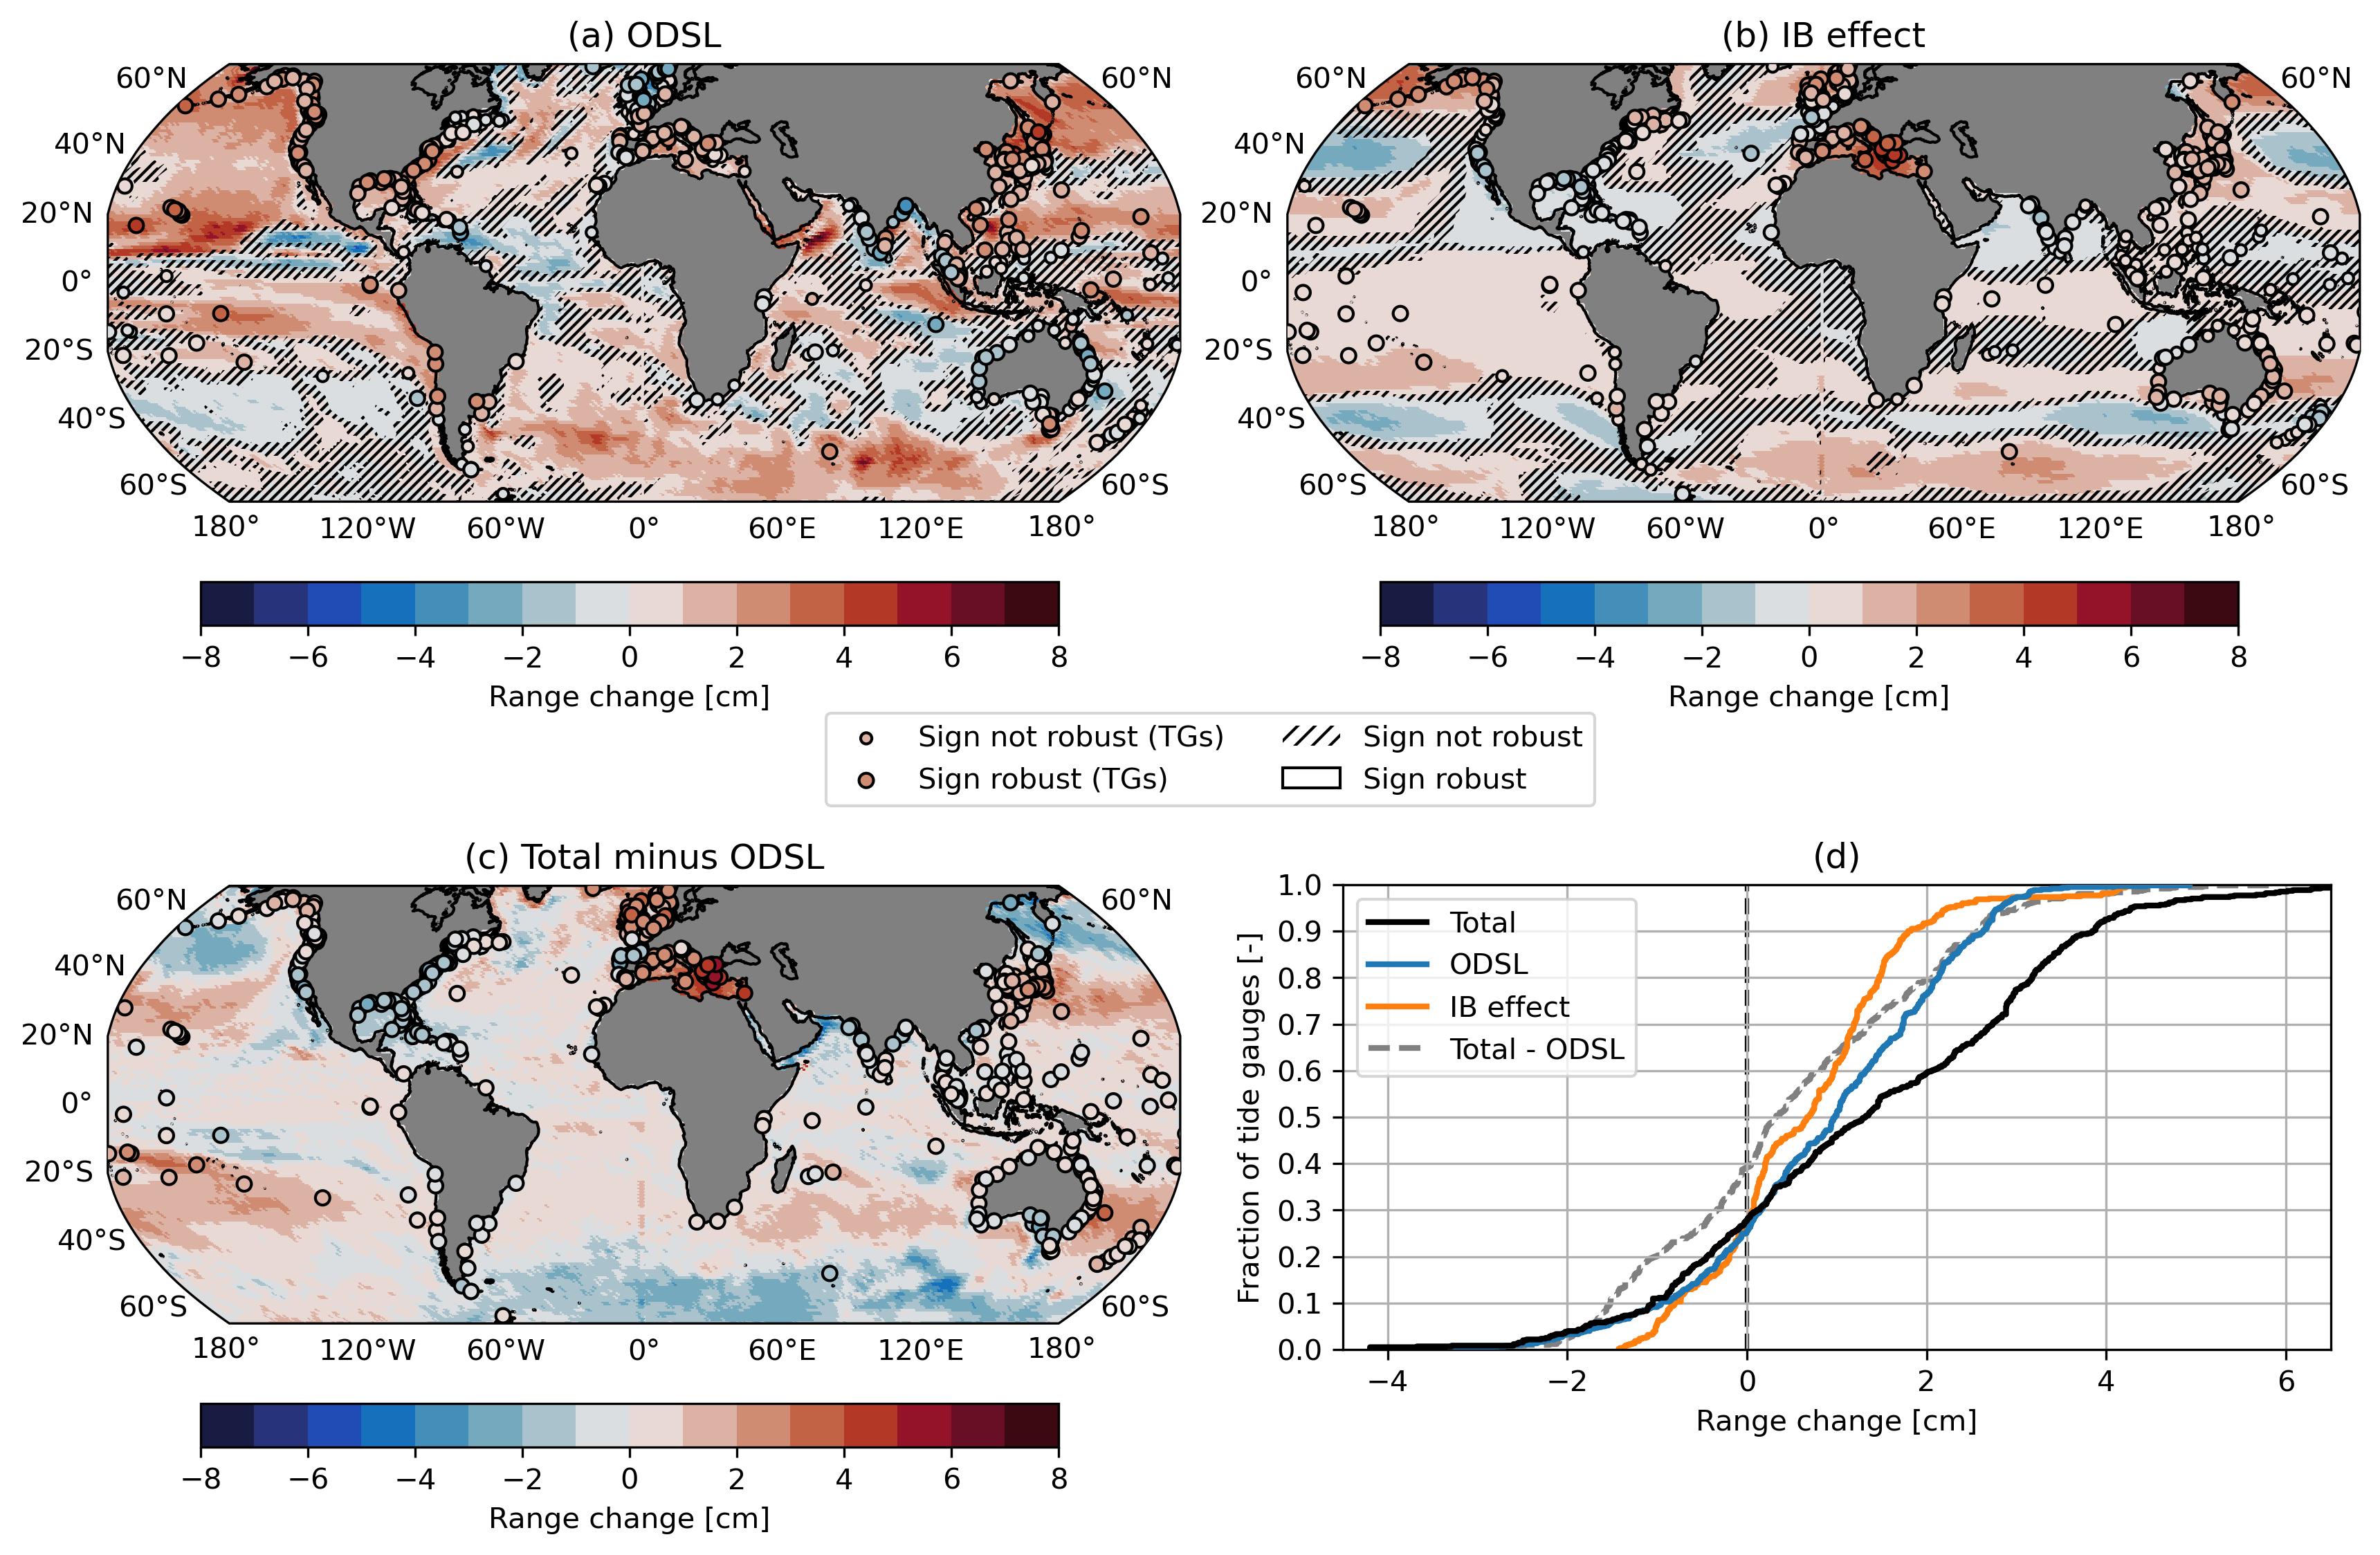 (a) ODSL
60°N 60°N
40°N
20°N
0°
20°S
40°S
60°S 60°S
180° 120°W 60°W 0° 60°E 120°E 180°
−8 −6 −4 −2 0 2 4 6 8
Range change [cm]
(b) IB effect
60°N 60°N
40°N
20°N
0°
20°S
40°S
60°S 60°S
180° 120°W 60°W 0° 60°E 120°E 180°
−8 −6 −4 −2 0 2 4 6 8
Range change [cm]
Sign not robust (TGs) Sign not robust
Sign robust (TGs) Sign robust
(c) Total minus ODSL
60°N 60°N
40°N
20°N
0°
20°S
40°S
60°S 60°S
180° 120°W 60°W 0° 60°E 120°E 180°
−8 −6 −4 −2 0 2 4 6 8
Range change [cm]
(d)
Fraction of tide gauges [-]
1.0
0.9
0.8
0.7
0.6
0.5
0.4
0.3
0.2
0.1
0.0
Total
ODSL
IB effect
Total - ODSL
−4 −2 0 2 4 6
Range change [cm]